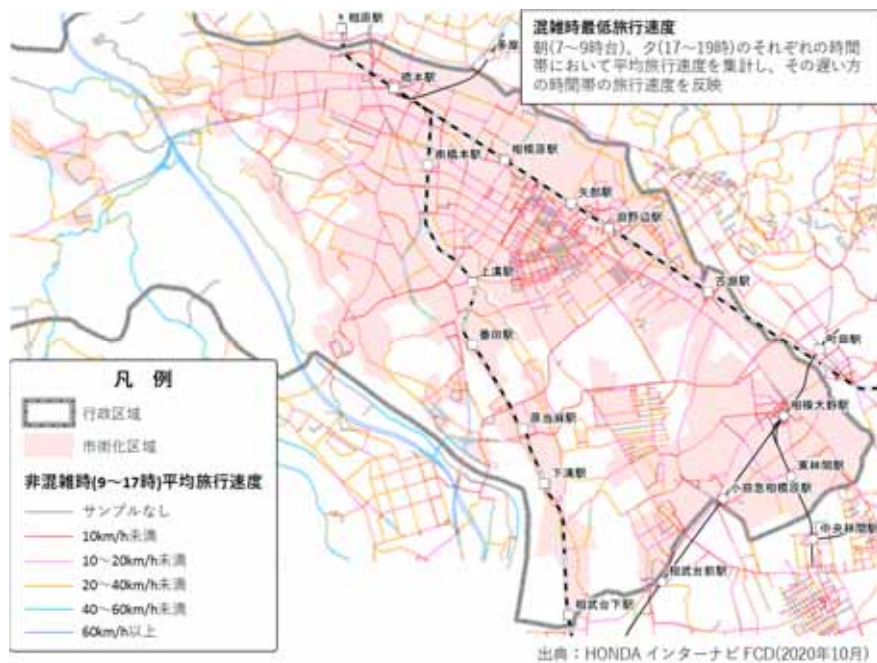 混雑時最低旅行速度
朝(7～9時台)、夕(17～19時)のそれぞれの時間
帯において平均旅行速度を集計し、その遅い方
の時間帯の旅行速度を反映
相原駅
橋本駅
南橋本駅
相模原駅
矢部駅
淵野辺駅
上溝駅
古淵駅
番田駅
町田駅
原当麻駅
相模大野駅
下溝駅
東林間駅
小田急相模原駅
中央林間駅
相武台前駅
相武台下駅
凡 例
行政区域
市街化区域
非混雑時(9～17時)平均旅行速度
サンプルなし
10km/h未満
10～20km/h未満
20～40km/h未満
40～60km/h未満
60km/h以上
出典：HONDA インターナビ FCD(2020年10月)